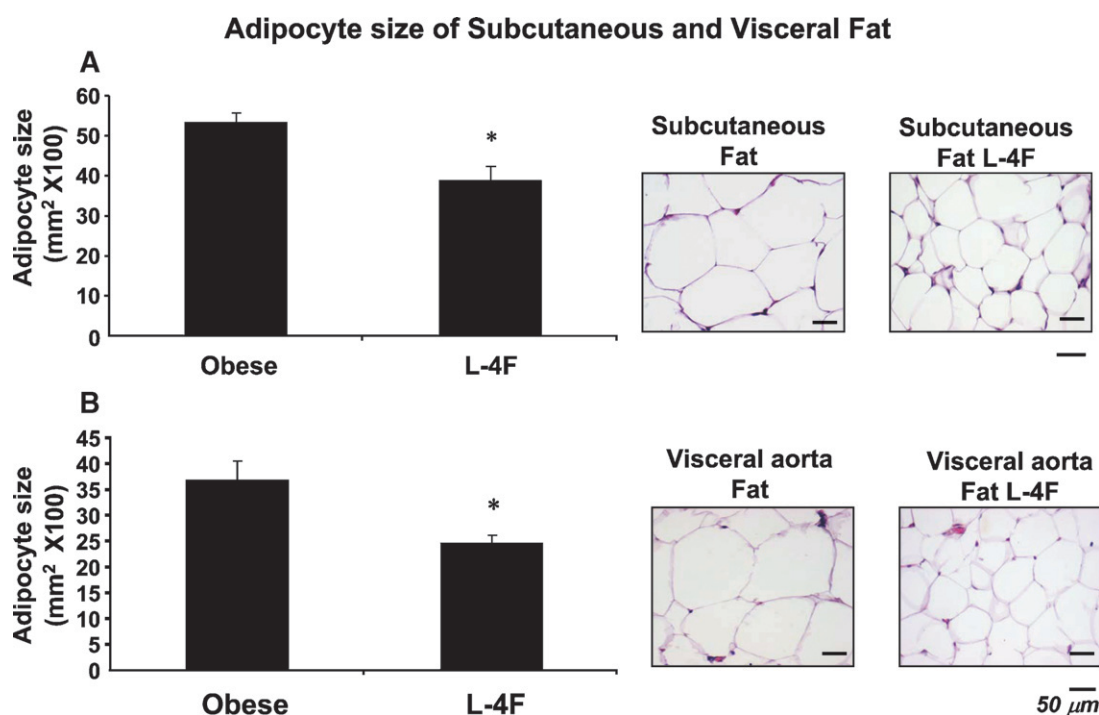 Adipocyte size of Subcutaneous and Visceral Fat
A
Adipocyte size
(mm² X100)
60
50
40
30
20
10
0
*
Obese
L-4F
Subcutaneous
Fat
Subcutaneous
Fat L-4F
B
Adipocyte size
(mm² X100)
45
40
35
30
25
20
15
10
5
0
*
Obese
L-4F
Visceral aorta
Fat
Visceral aorta
Fat L-4F
50 μm